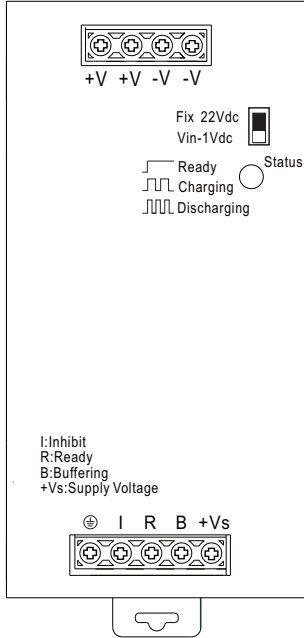 +V +V -V -V
Fix 22Vdc
Vin-1Vdc
Status
Ready
Charging
Discharging
I:Inhibit
R:Ready
B:Buffering
+Vs:Supply Voltage
I R B +Vs